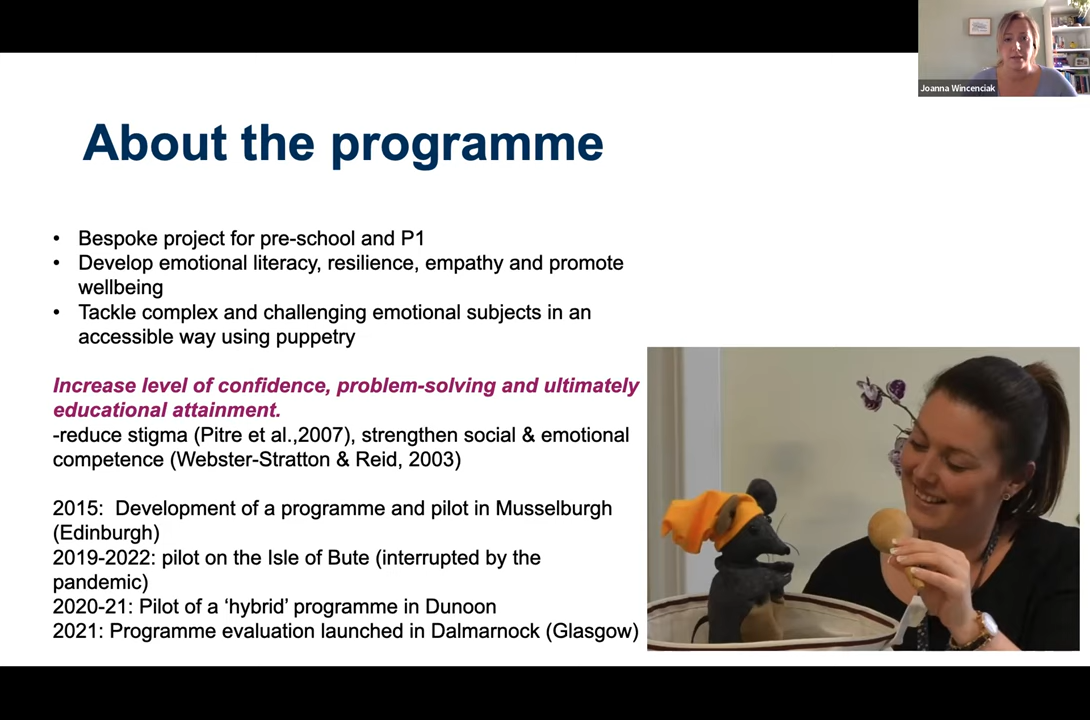 Joanna Wincenciak
About the programme
• Bespoke project for pre-school and P1
• Develop emotional literacy, resilience, empathy and promote
wellbeing
• Tackle complex and challenging emotional subjects in an
accessible way using puppetry
Increase level of confidence, problem-solving and ultimately
educational attainment.
-reduce stigma (Pitre et al.,2007), strengthen social & emotional
competence (Webster-Stratton & Reid, 2003)
2015:  Development of a programme and pilot in Musselburgh
(Edinburgh)
2019-2022: pilot on the Isle of Bute (interrupted by the
pandemic)
2020-21: Pilot of a ‘hybrid’ programme in Dunoon
2021: Programme evaluation launched in Dalmarnock (Glasgow)